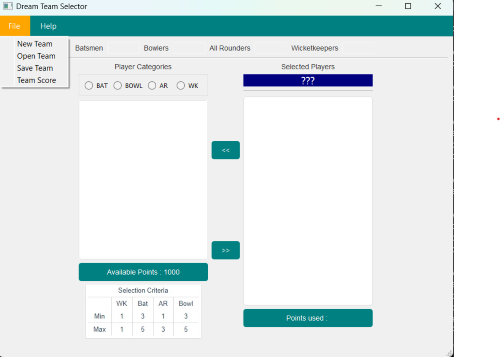 Dream Team Selector
File Help
New Team
Open Team
Save Team
Team Score
Batsmen Bowlers All Rounders Wicketkeepers
Player Categories
BAT BOWL AR WK
Selected Players
???
<<
>>
Available Points : 1000
Selection Criteria
WK Bat AR Bowl
Min 1 3 1 3
Max 1 5 3 5
Points used :